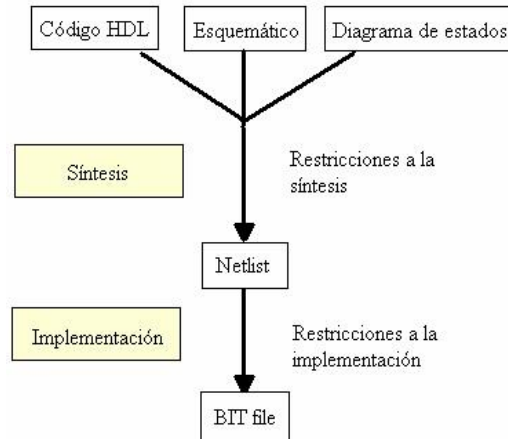 Código HDL
Esquemático
Diagrama de estados
Síntesis
Restricciones a la
síntesis
Netlist
Implementación
Restricciones a la
implementación
BIT file